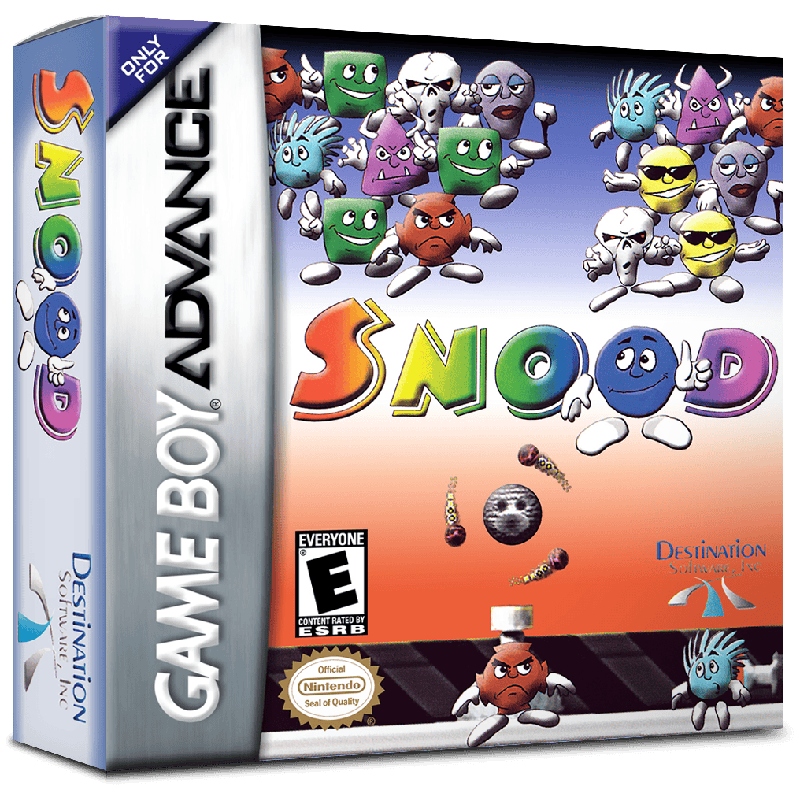 SNOOD
DESTINATION
SOFTWARE, INC
ONLY
FOR
GAME BOY ADVANCE
®
SNOOD
EVERYONE
E
CONTENT RATED BY
ESRB
Official
Nintendo
Seal of Quality
®
DESTINATION
SOFTWARE, INC